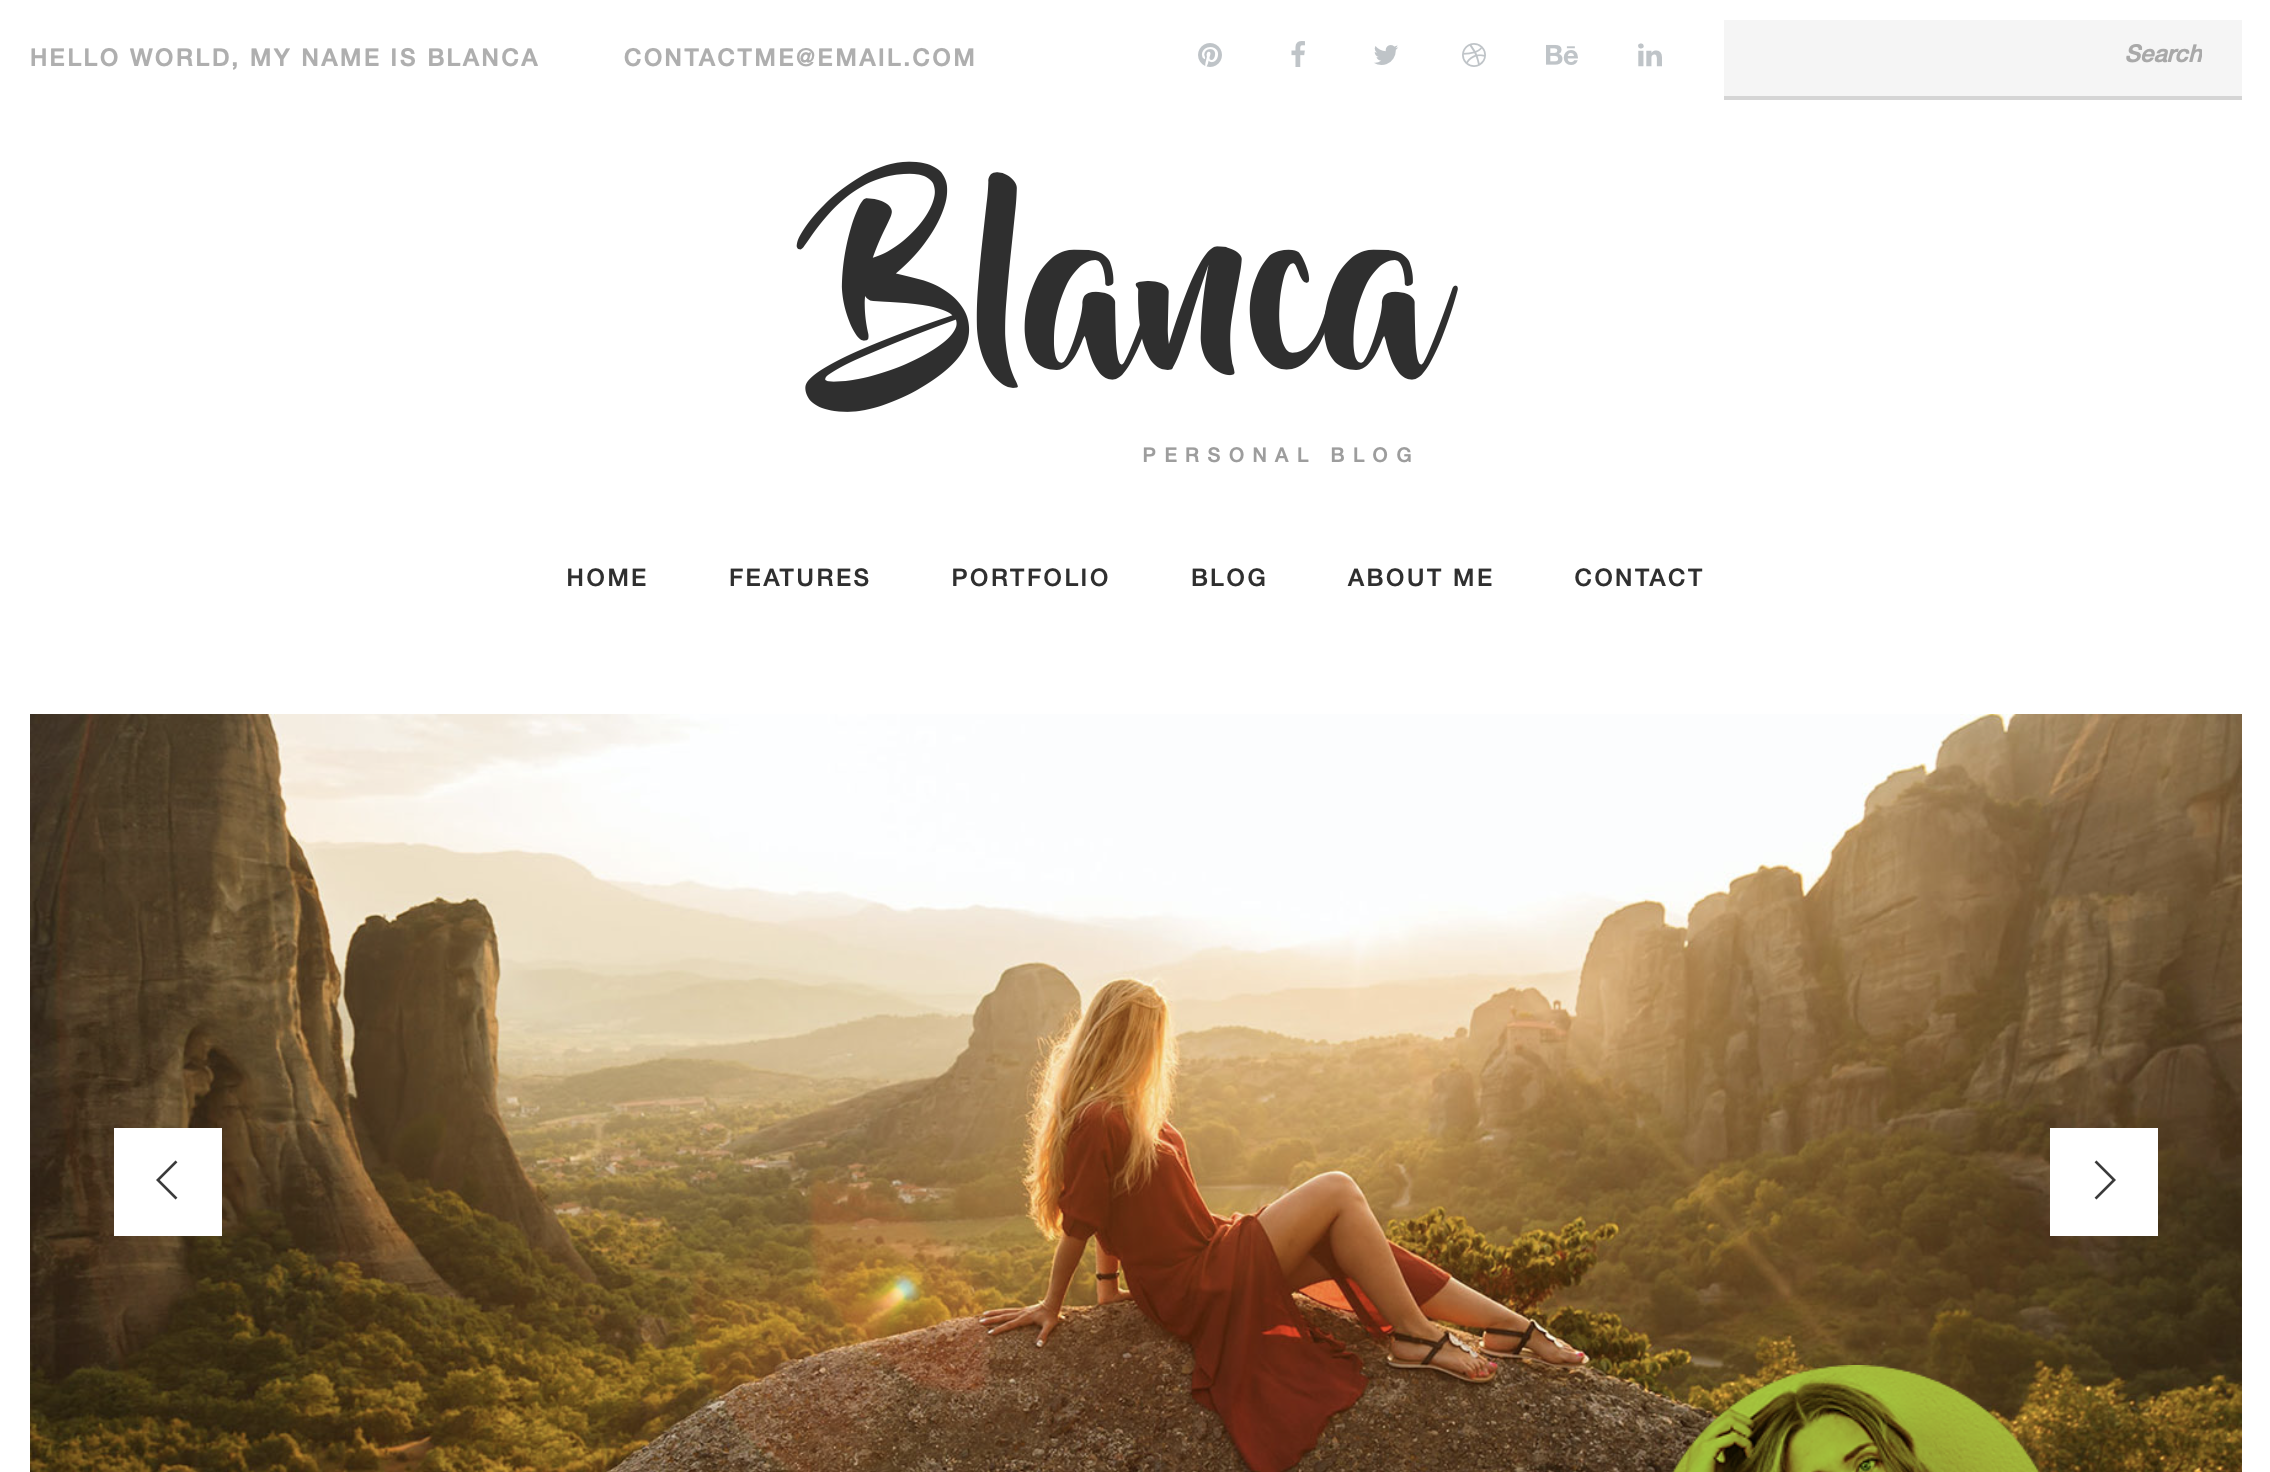 HELLO WORLD, MY NAME IS BLANCA
CONTACTME@EMAIL.COM
Bē
in
Search
Blanca
PERSONAL BLOG
HOME
FEATURES
PORTFOLIO
BLOG
ABOUT ME
CONTACT